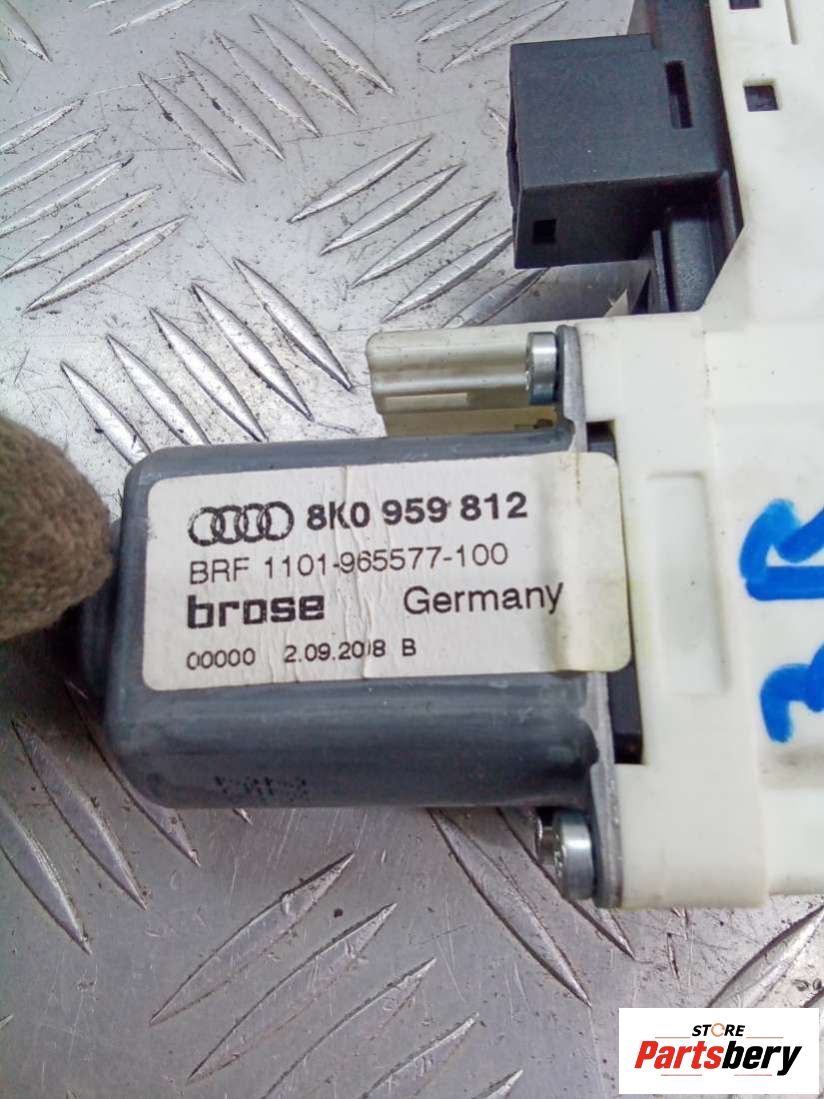 8K0 959 812
BRF 1101-965577-100
brose Germany
00000 2.09.2008 B
STORE
Partsbery